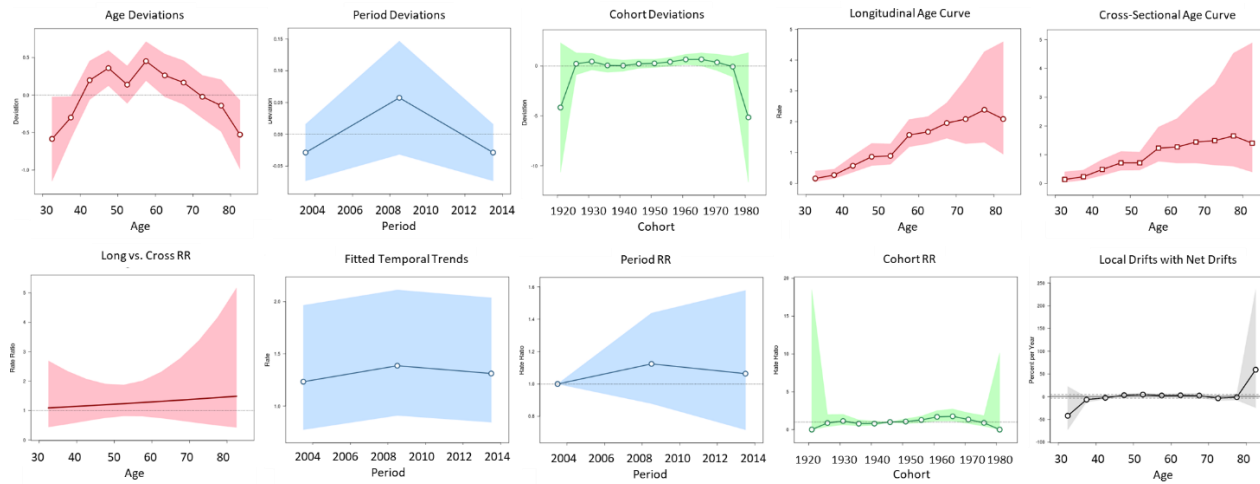 Age Deviations
Period Deviations
Cohort Deviations
Longitudinal Age Curve
Cross-Sectional Age Curve
Deviation
0.5
0.0
-0.5
-1.0
30 40 50 60 70 80
Age
Deviation
0.15
0.10
0.05
0.00
-0.05
2004 2006 2008 2010 2012 2014
Period
Deviation
0
-5
-10
1920 1930 1940 1950 1960 1970 1980
Cohort
Rate
5
4
3
2
1
0
30 40 50 60 70 80
Age
5
4
3
2
1
0
30 40 50 60 70 80
Age
Long vs. Cross RR
Fitted Temporal Trends
Period RR
Cohort RR
Local Drifts with Net Drifts
Rate Ratio
5
4
3
2
1
0
30 40 50 60 70 80
Age
Rate
2.0
1.5
1.0
2004 2006 2008 2010 2012 2014
Period
Rate Ratio
1.6
1.4
1.2
1.0
0.8
2004 2006 2008 2010 2012 2014
Period
Rate Ratio
20
15
10
5
0
1920 1930 1940 1950 1960 1970 1980
Cohort
Percent per Year
250
200
150
100
50
0
-50
-100
30 40 50 60 70 80
Age